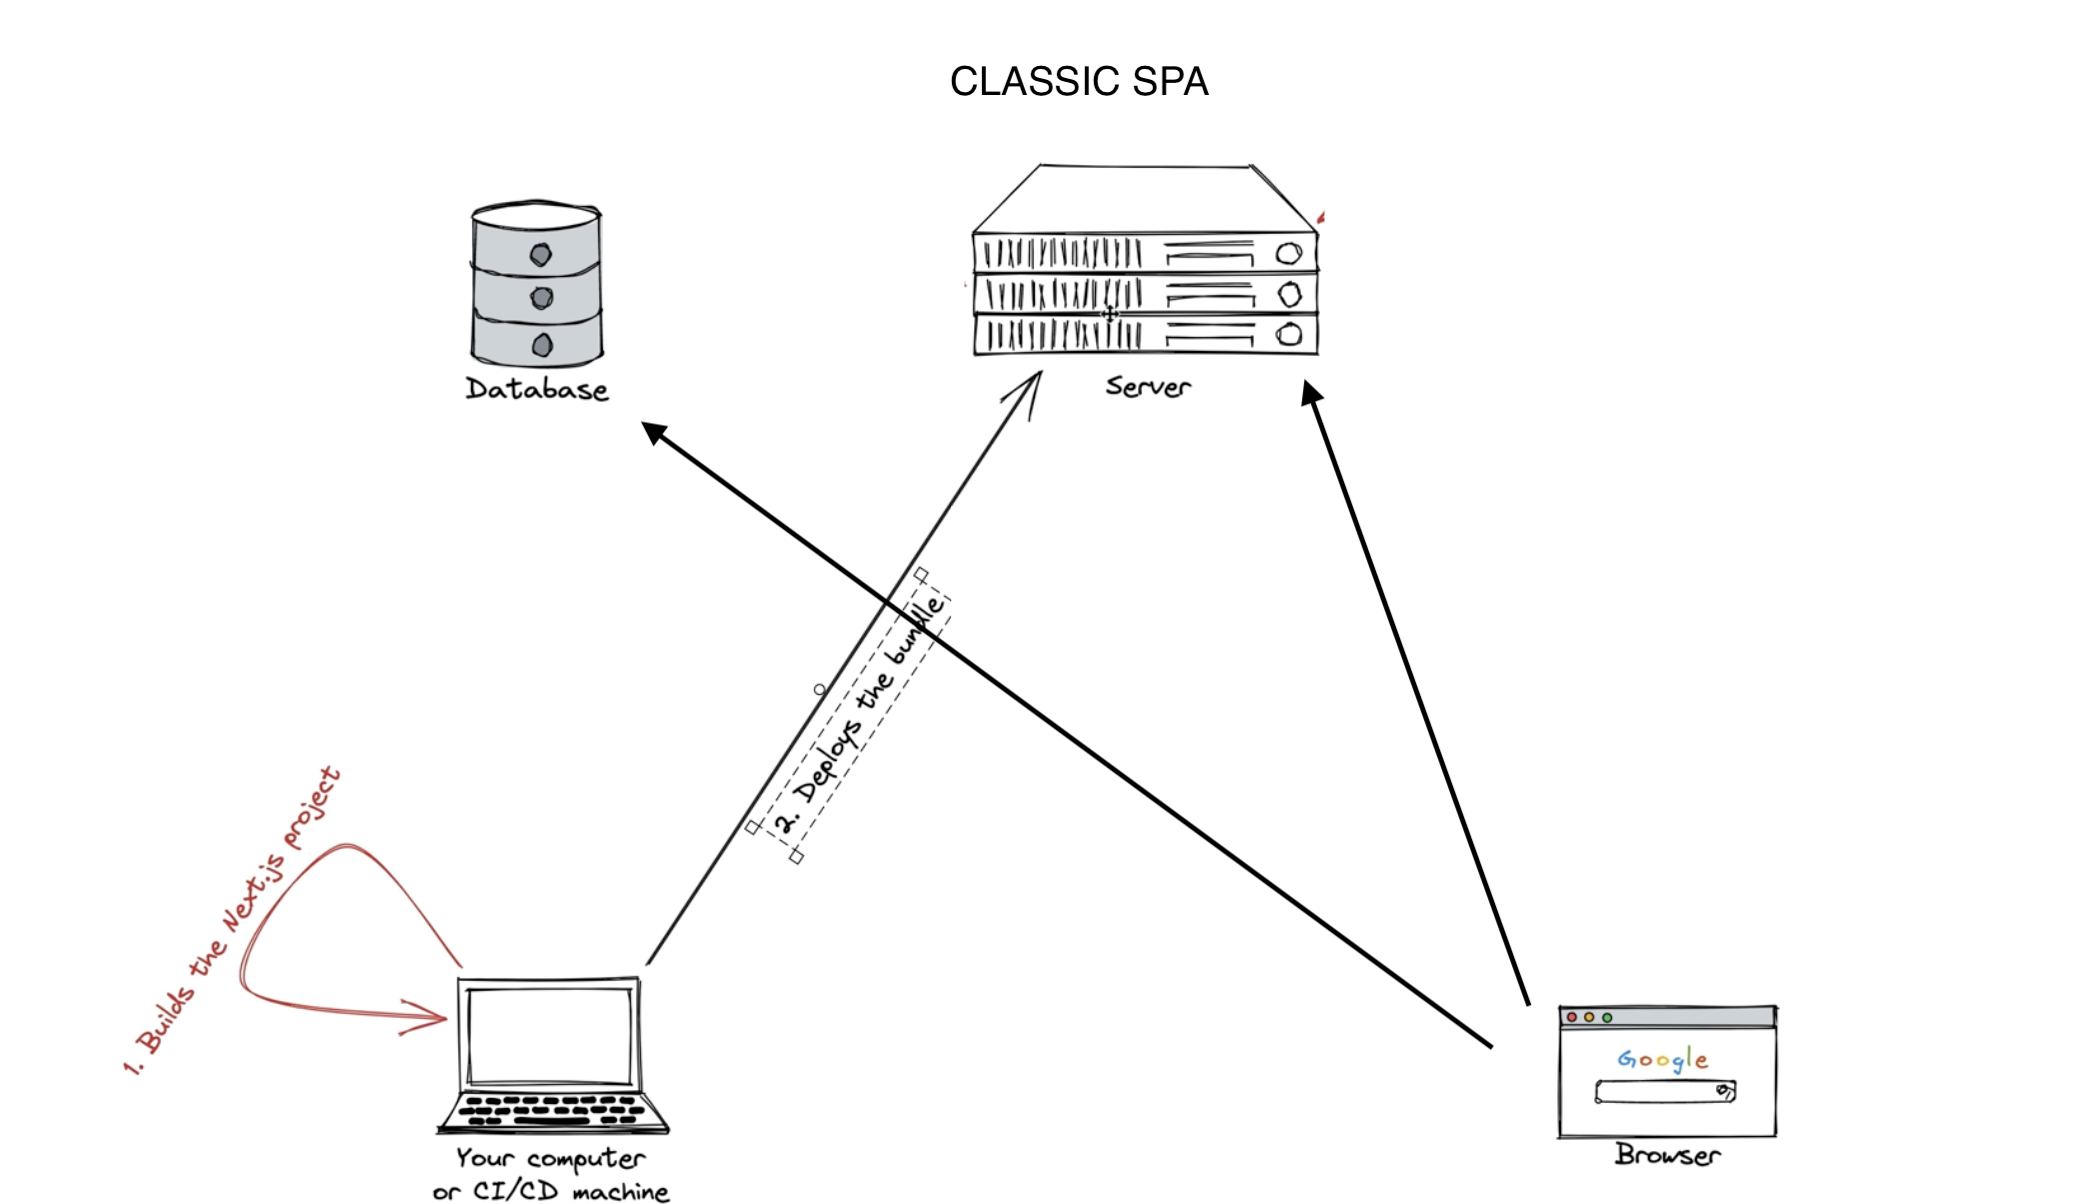 CLASSIC SPA
Database
Server
2. Deploys the bundle
1. Builds the Next.js project
Google
Your computer
or CI/CD machine
Browser